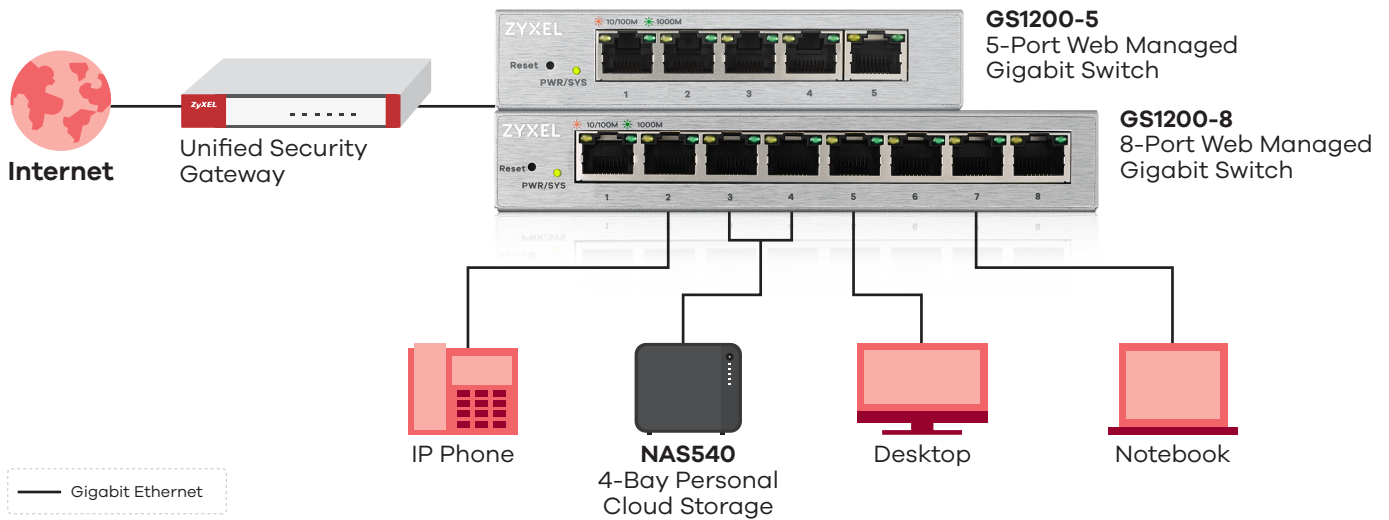 ZYXEL
10/100M 1000M
Reset
PWR/SYS
1 2 3 4 5
GS1200-5
5-Port Web Managed
Gigabit Switch
ZYXEL
10/100M 1000M
Reset
PWR/SYS
1 2 3 4 5 6 7 8
GS1200-8
8-Port Web Managed
Gigabit Switch
Internet
ZyXEL
Unified Security
Gateway
IP Phone
NAS540
4-Bay Personal
Cloud Storage
Desktop
Notebook
Gigabit Ethernet